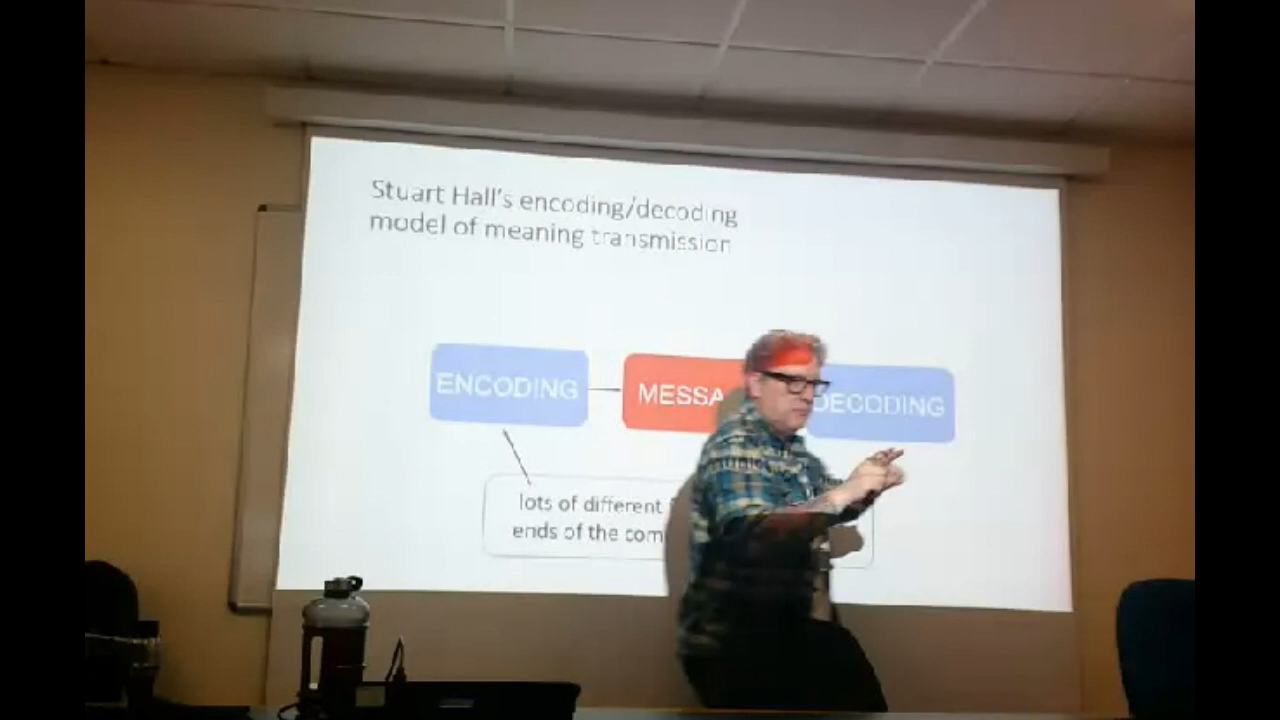 Stuart Hall's encoding/decoding
model of meaning transmission
ENCODING
MESSA
DECODING
lots of different
ends of the com